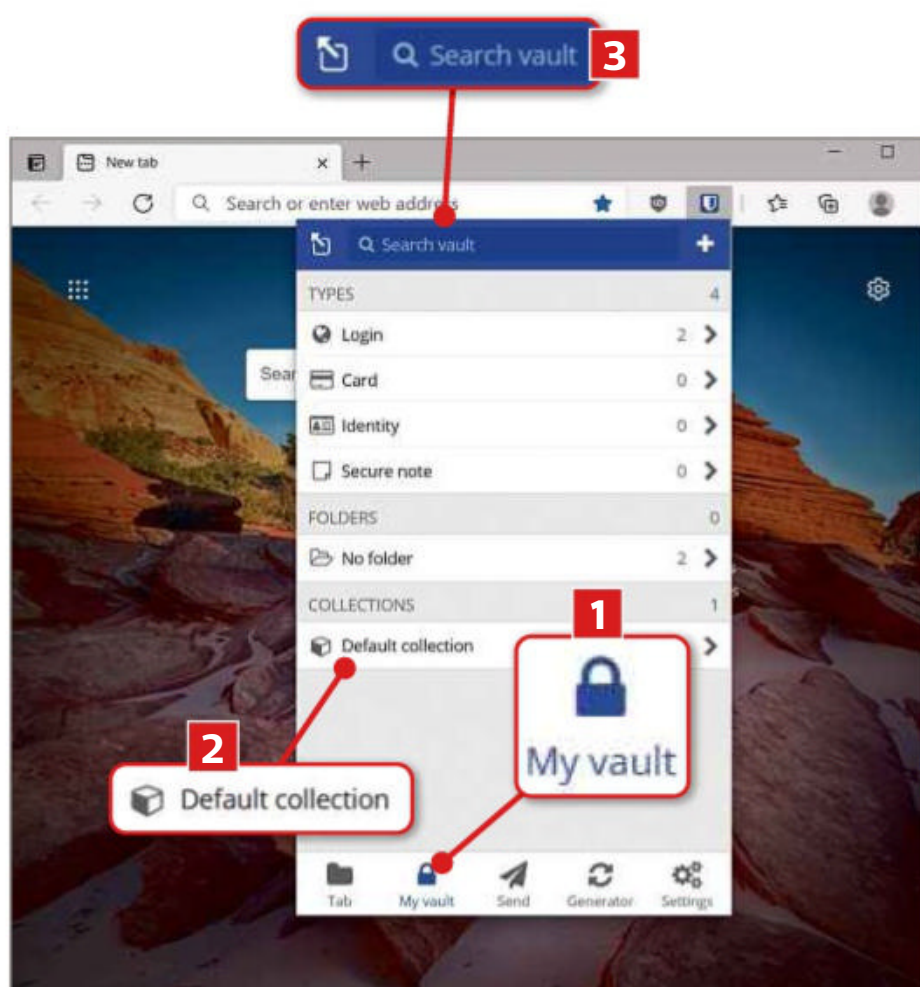 Search vault 3
New tab
Search or enter web address
Search vault
TYPES 4
Login 2
Card 0
Identity 0
Secure note 0
FOLDERS 0
No folder 2
COLLECTIONS 1
Default collection
1
My vault
2
Default collection
Tab My vault Send Generator Settings